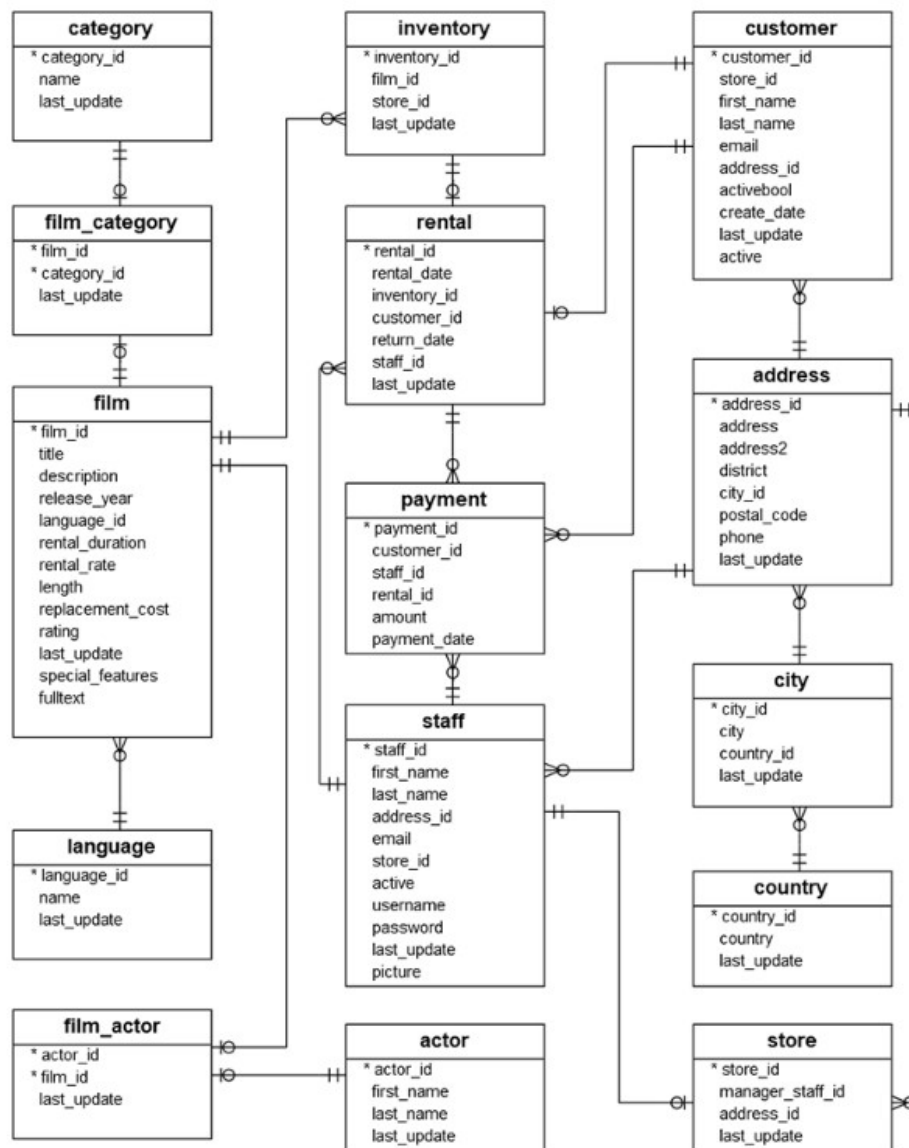 category
* category_id
name
last_update
film_category
* film_id
* category_id
last_update
film
* film_id
title
description
release_year
language_id
rental_duration
rental_rate
length
replacement_cost
rating
last_update
special_features
fulltext
language
* language_id
name
last_update
film_actor
* actor_id
* film_id
last_update
inventory
* inventory_id
film_id
store_id
last_update
rental
* rental_id
rental_date
inventory_id
customer_id
return_date
staff_id
last_update
payment
* payment_id
customer_id
staff_id
rental_id
amount
payment_date
staff
* staff_id
first_name
last_name
address_id
email
store_id
active
username
password
last_update
picture
actor
* actor_id
first_name
last_name
last_update
customer
* customer_id
store_id
first_name
last_name
email
address_id
activebool
create_date
last_update
active
address
* address_id
address
address2
district
city_id
postal_code
phone
last_update
city
* city_id
city
country_id
last_update
country
* country_id
country
last_update
store
* store_id
manager_staff_id
address_id
last_update